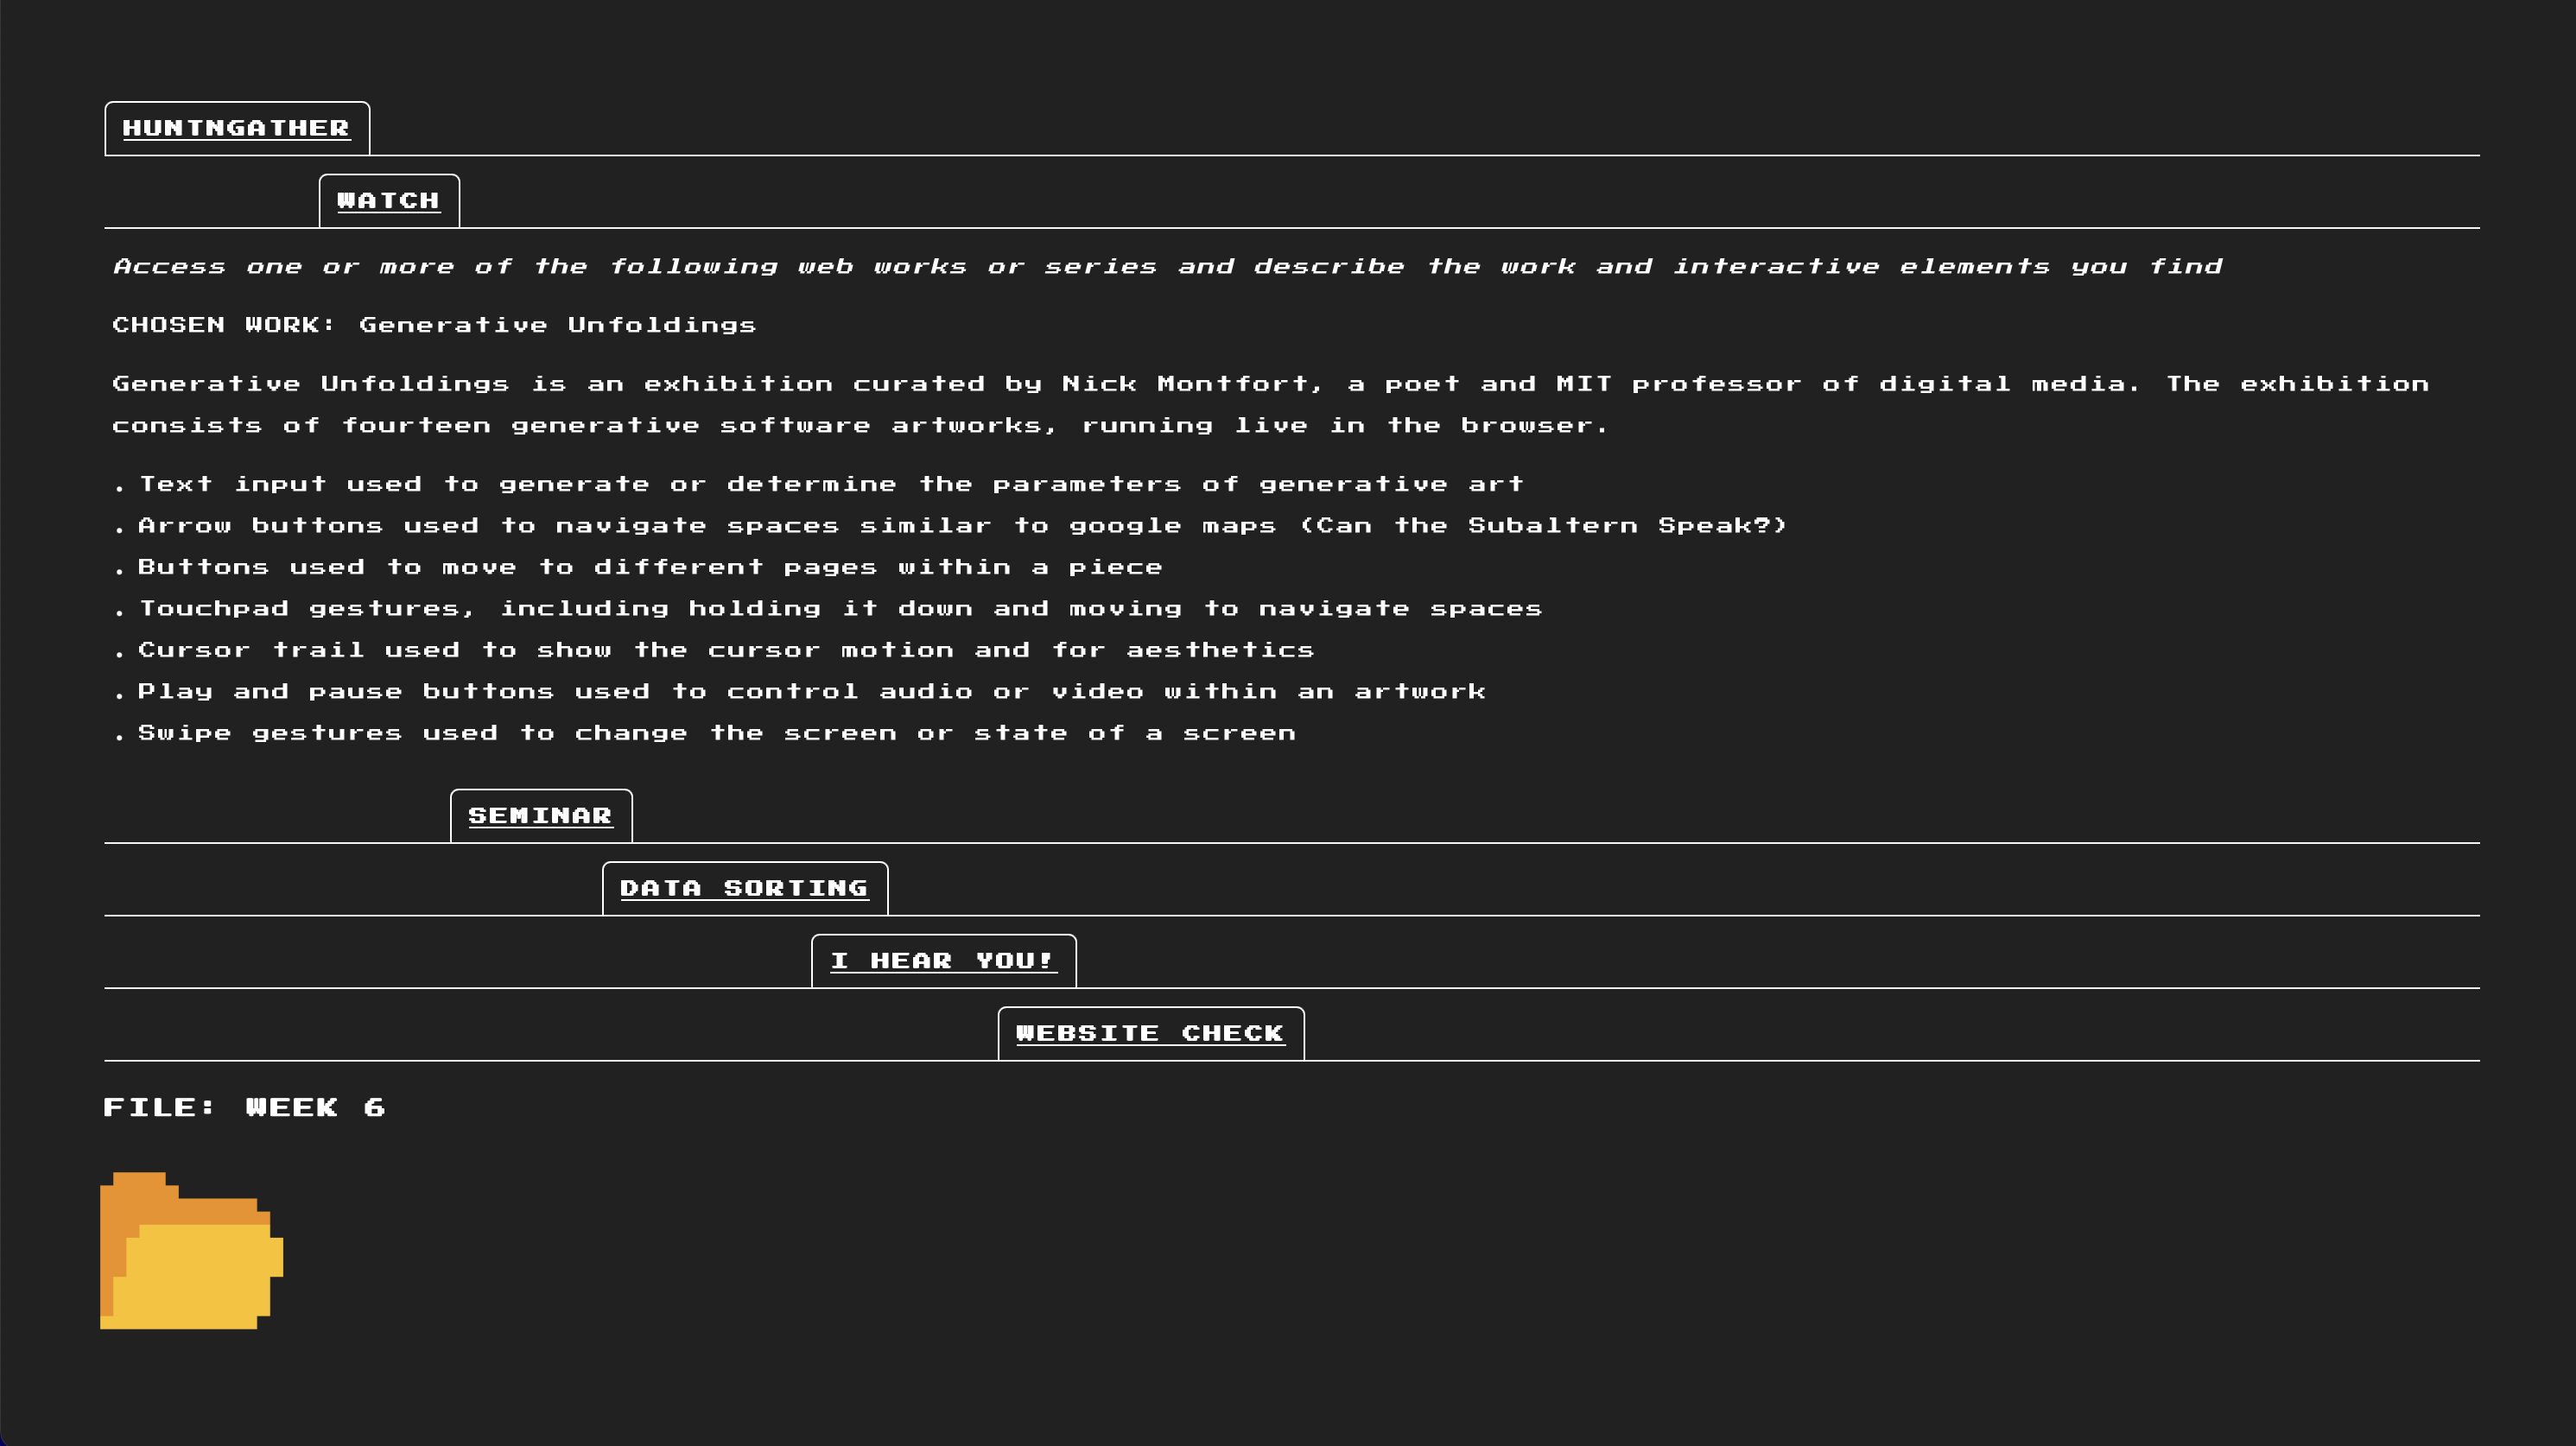 HUNTNGATHER
WATCH
Access one or more of the following web works or series and describe the work and interactive elements you find
CHOSEN WORK: Generative Unfoldings
Generative Unfoldings is an exhibition curated by Nick Montfort, a poet and MIT professor of digital media. The exhibition
consists of fourteen generative software artworks, running live in the browser.
. Text input used to generate or determine the parameters of generative art
. Arrow buttons used to navigate spaces similar to google maps (Can the Subaltern Speak?)
. Buttons used to move to different pages within a piece
. Touchpad gestures, including holding it down and moving to navigate spaces
. Cursor trail used to show the cursor motion and for aesthetics
. Play and pause buttons used to control audio or video within an artwork
. Swipe gestures used to change the screen or state of a screen
SEMINAR
DATA SORTING
I HEAR YOU!
WEBSITE CHECK
FILE: WEEK 6